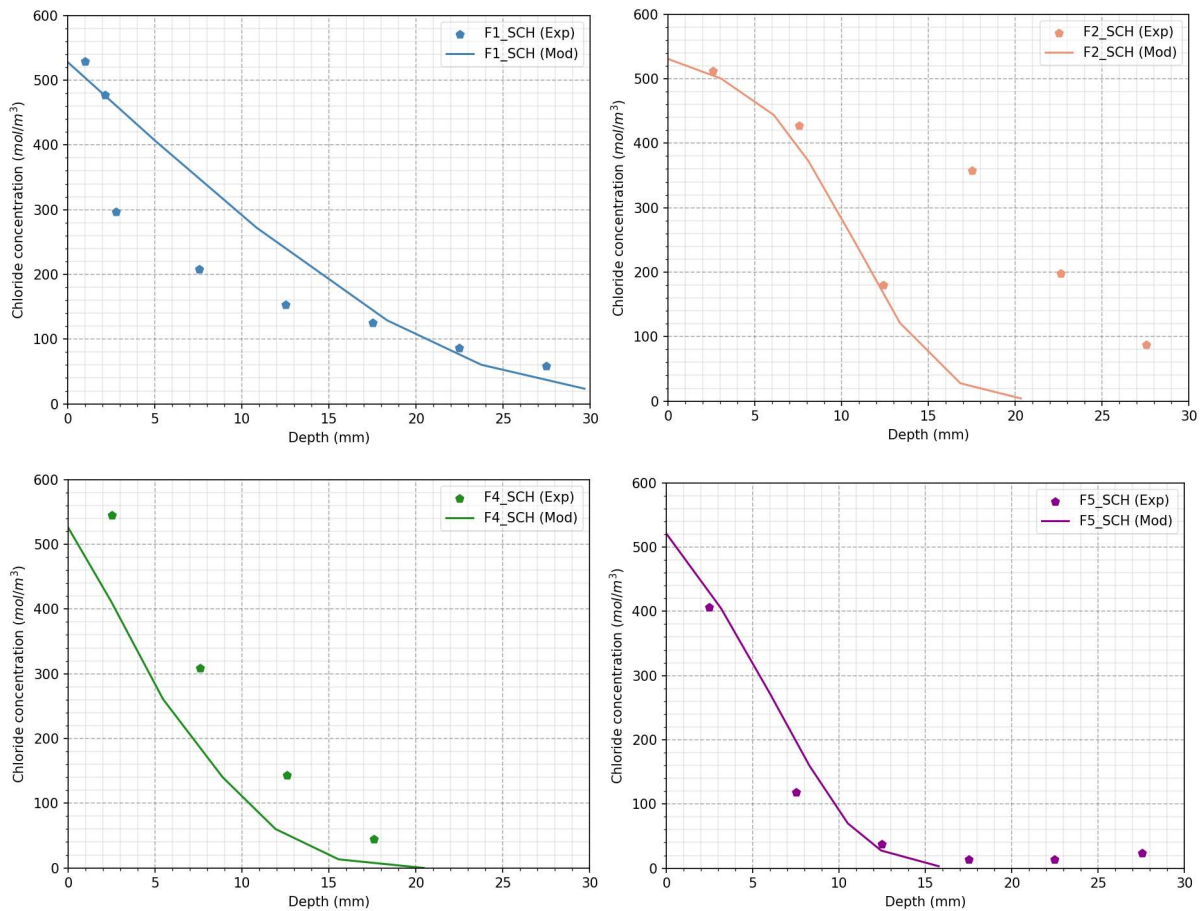 600
500
400
300
200
100
0
Chloride concentration (mol/m³)
F1_SCH (Exp)
F1_SCH (Mod)
0 5 10 15 20 25 30
Depth (mm)
600
500
400
300
200
100
0
Chloride concentration (mol/m³)
F2_SCH (Exp)
F2_SCH (Mod)
0 5 10 15 20 25 30
Depth (mm)
600
500
400
300
200
100
0
Chloride concentration (mol/m³)
F4_SCH (Exp)
F4_SCH (Mod)
0 5 10 15 20 25 30
Depth (mm)
600
500
400
300
200
100
0
Chloride concentration (mol/m³)
F5_SCH (Exp)
F5_SCH (Mod)
0 5 10 15 20 25 30
Depth (mm)